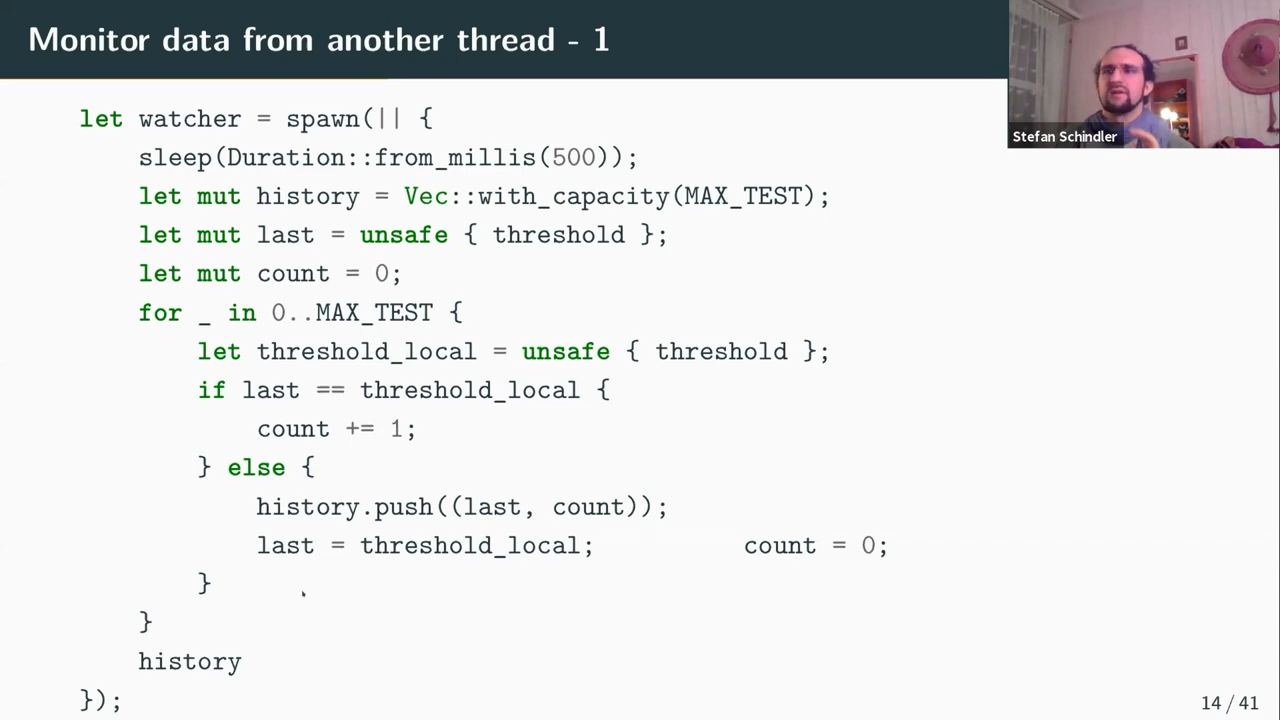 Monitor data from another thread - 1
Stefan Schindler
let watcher = spawn(|| {
sleep(Duration::from_millis(500));
let mut history = Vec::with_capacity(MAX_TEST);
let mut last = unsafe { threshold };
let mut count = 0;
for _ in 0..MAX_TEST {
let threshold_local = unsafe { threshold };
if last == threshold_local {
count += 1;
} else {
history.push((last, count));
last = threshold_local; count = 0;
}
}
history
});
14 / 41